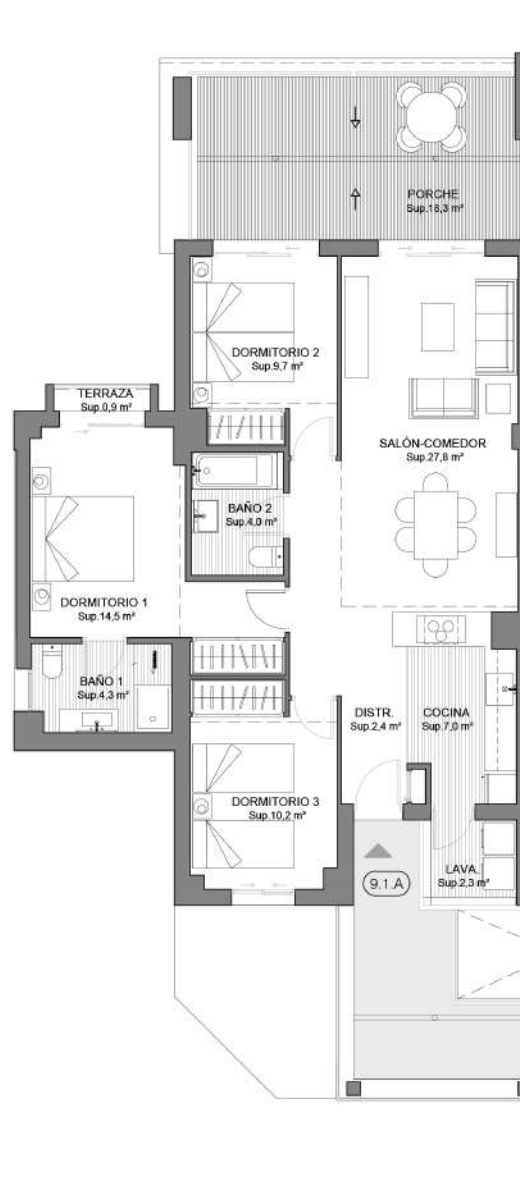 PORCHE
Sup.18,3 m²
DORMITORIO 2
Sup.9,7 m²
TERRAZA
Sup.0,9 m²
SALÓN-COMEDOR
Sup.27,8 m²
BAÑO 2
Sup.4,0 m²
DORMITORIO 1
Sup.14,5 m²
BAÑO 1
Sup.4,3 m²
DISTR.
Sup.2,4 m²
COCINA
Sup.7,0 m²
DORMITORIO 3
Sup.10,2 m²
LAVA.
Sup.2,3 m²
9.1.A